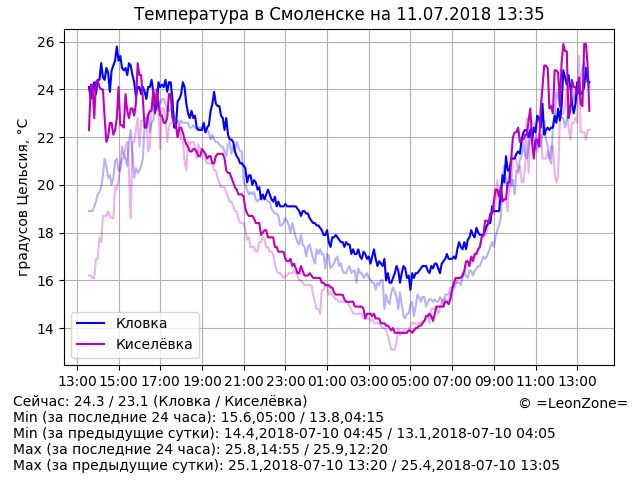 Температура в Смоленске на 11.07.2018 13:35
градусов Цельсия, °C
26
24
22
20
18
16
14
Кловка
Киселёвка
13:00 15:00 17:00 19:00 21:00 23:00 01:00 03:00 05:00 07:00 09:00 11:00 13:00
Сейчас: 24.3 / 23.1 (Кловка / Киселёвка)
© =LeonZone=
Min (за последние 24 часа): 15.6,05:00 / 13.8,04:15
Min (за предыдущие сутки): 14.4,2018-07-10 04:45 / 13.1,2018-07-10 04:05
Max (за последние 24 часа): 25.8,14:55 / 25.9,12:20
Max (за предыдущие сутки): 25.1,2018-07-10 13:20 / 25.4,2018-07-10 13:05